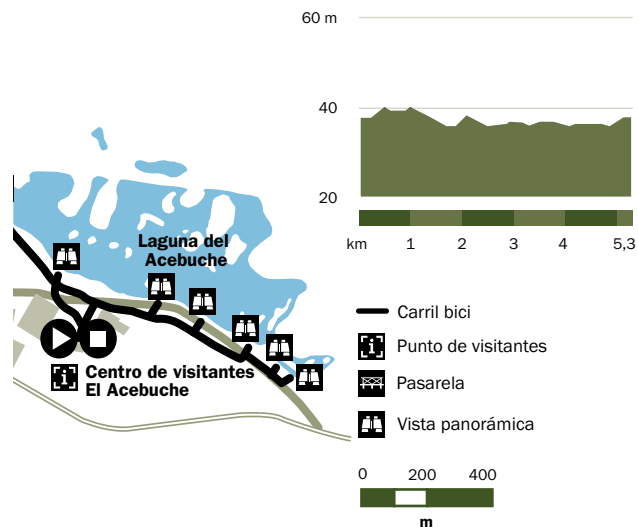 60 m
40
20
km 1 2 3 4 5,3
Laguna del
Acebuche
Centro de visitantes
El Acebuche
Carril bici
Punto de visitantes
Pasarela
Vista panorámica
0 200 400
m